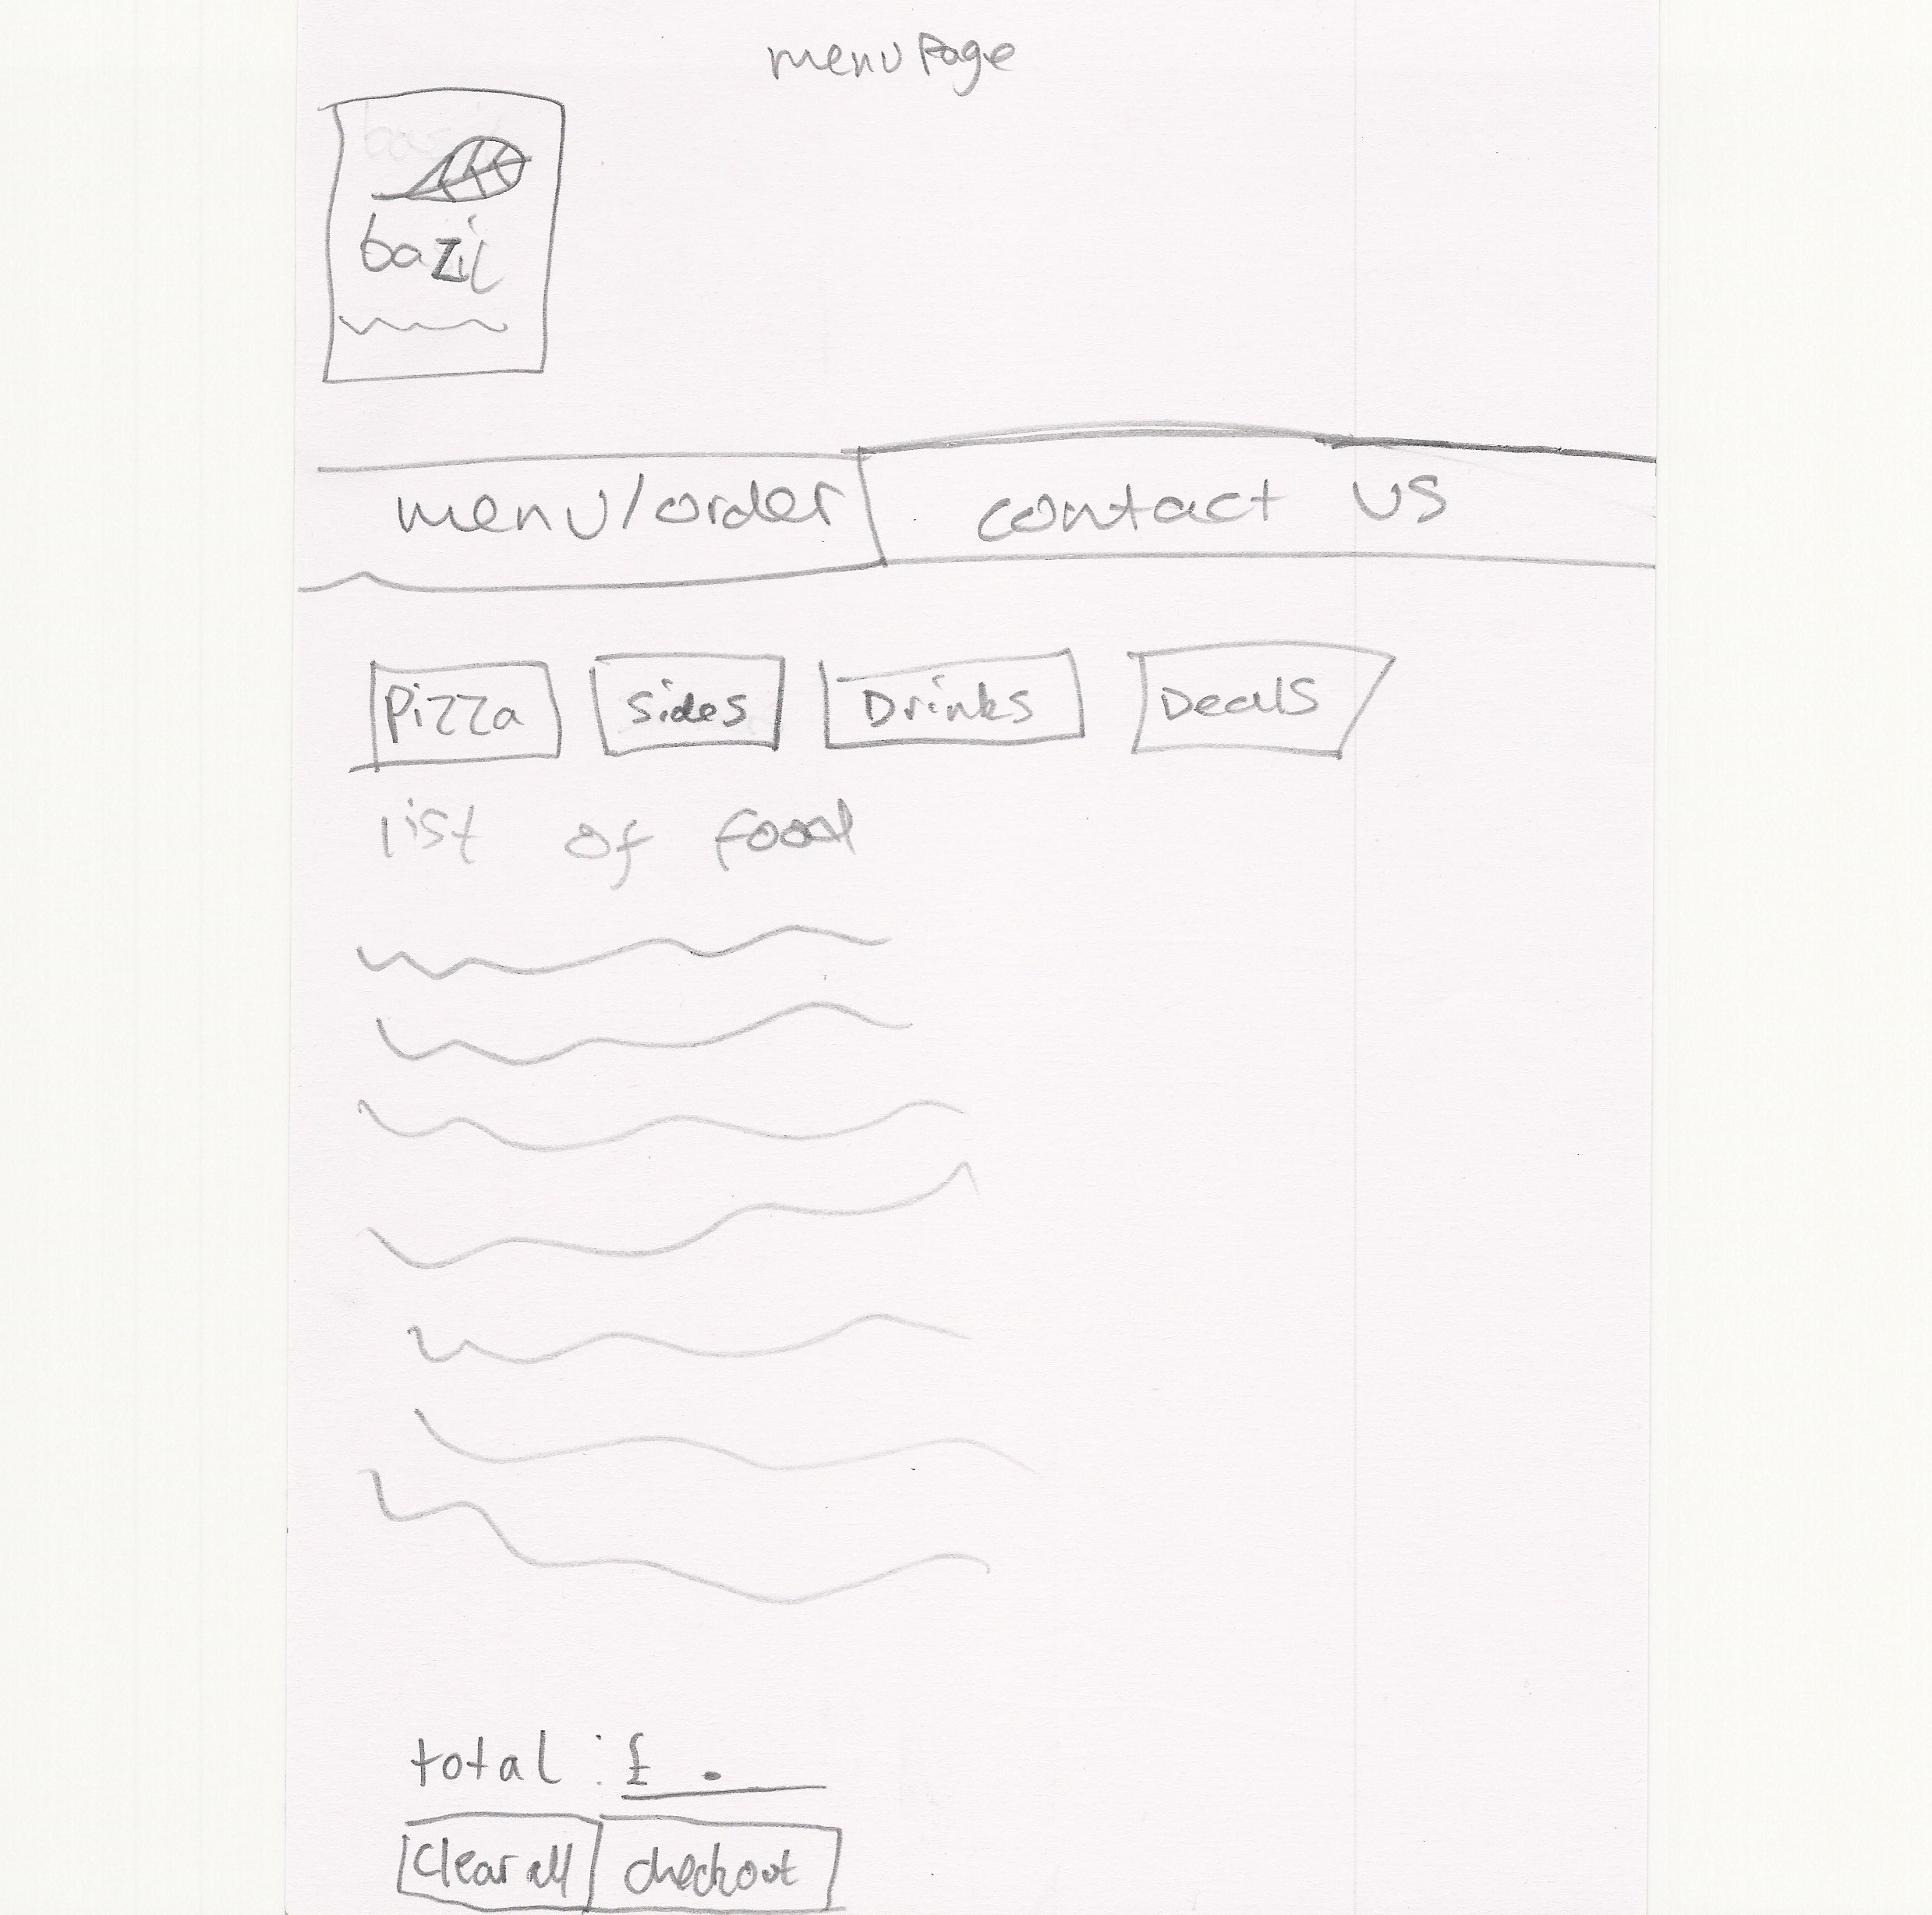 menu Page
bazil
menu/order contact us
Pizza sides Drinks Deals
list of food
total : £ .
Clear all checkout